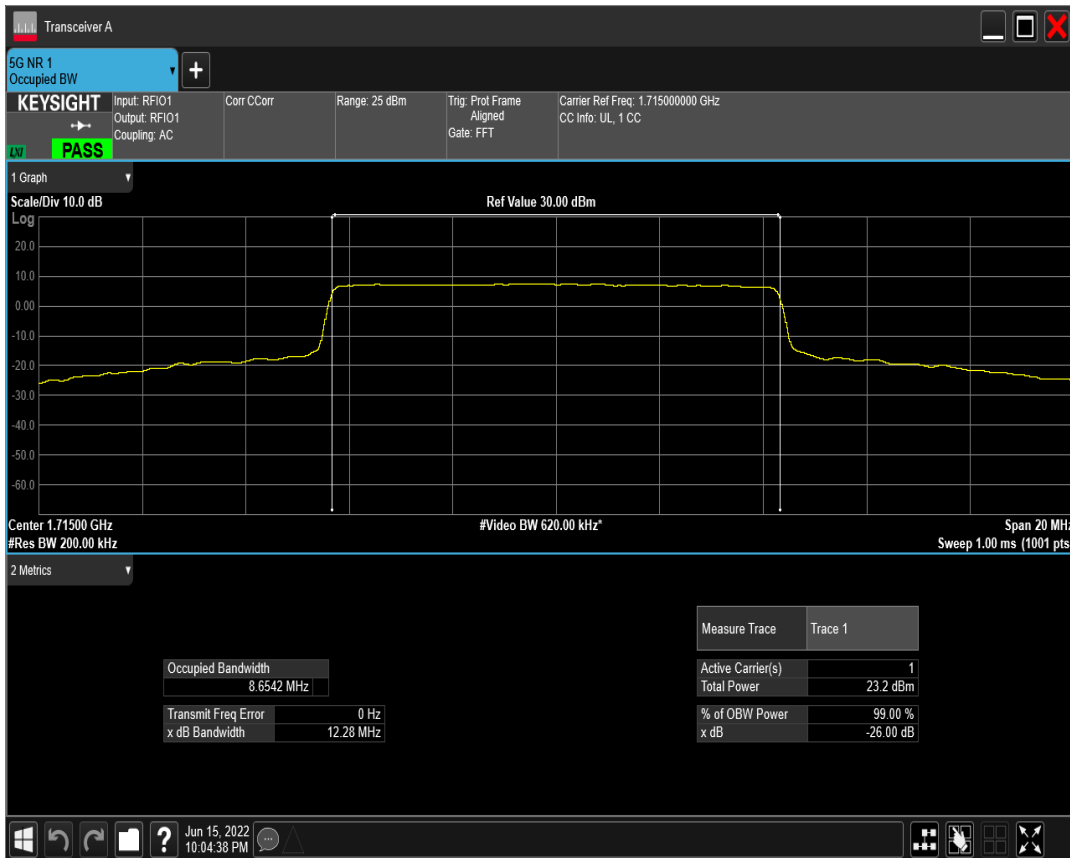 Transceiver A
5G NR 1
Occupied BW
KEYSIGHT
LXI
PASS
Input: RFIO1
Output: RFIO1
Coupling: AC
Corr CCorr
Range: 25 dBm
Trig: Prot Frame
Aligned
Gate: FFT
Carrier Ref Freq: 1.715000000 GHz
CC Info: UL, 1 CC
1 Graph
Scale/Div 10.0 dB
Ref Value 30.00 dBm
Log
20.0
10.0
0.00
-10.0
-20.0
-30.0
-40.0
-50.0
-60.0
Center 1.71500 GHz
#Video BW 620.00 kHz*
Span 20 MHz
#Res BW 200.00 kHz
Sweep 1.00 ms (1001 pts
2 Metrics
Measure Trace Trace 1
Occupied Bandwidth
8.6542 MHz
Active Carrier(s) 1
Total Power 23.2 dBm
Transmit Freq Error 0 Hz
x dB Bandwidth 12.28 MHz
% of OBW Power 99.00 %
x dB -26.00 dB
?
Jun 15, 2022
10:04:38 PM